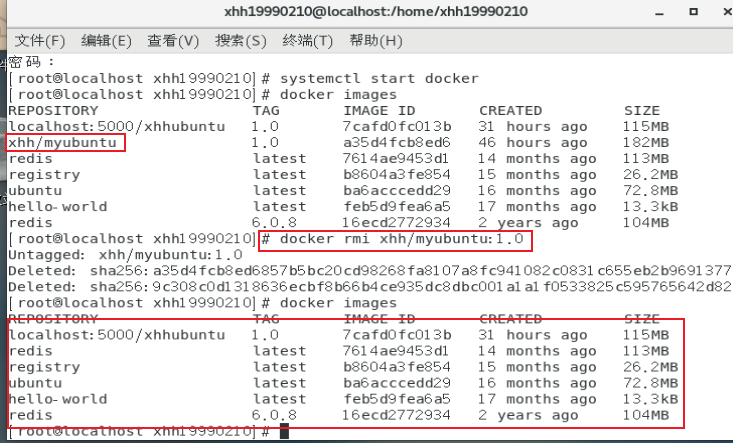 xhh19990210@localhost:/home/xhh19990210
文件(F) 编辑(E) 查看(V) 搜索(S) 终端(T) 帮助(H)
密码：
[root@localhost xhh19990210]# systemctl start docker
[root@localhost xhh19990210]# docker images
REPOSITORY TAG IMAGE ID CREATED SIZE
localhost:5000/xhhubuntu 1.0 7cafd0fc013b 31 hours ago 115MB
xhh/myubuntu 1.0 a35d4fcb8ed6 46 hours ago 182MB
redis latest 7614ae9453d1 14 months ago 113MB
registry latest b8604a3fe854 15 months ago 26.2MB
ubuntu latest ba6acccedd29 16 months ago 72.8MB
hello-world latest feb5d9fea6a5 17 months ago 13.3kB
redis 6.0.8 16ecd2772934 2 years ago 104MB
[root@localhost xhh19990210]# docker rmi xhh/myubuntu:1.0
Untagged: xhh/myubuntu:1.0
Deleted: sha256:a35d4fcb8ed6857b5bc20cd98268fa8107a8fc941082c0831c655eb2b9691377
Deleted: sha256:9c308c0d1318636ecbf8b66b4ce935dc8dbc001a1a1f0533825c595765642d82
[root@localhost xhh19990210]# docker images
REPOSITORY TAG IMAGE ID CREATED SIZE
localhost:5000/xhhubuntu 1.0 7cafd0fc013b 31 hours ago 115MB
redis latest 7614ae9453d1 14 months ago 113MB
registry latest b8604a3fe854 15 months ago 26.2MB
ubuntu latest ba6acccedd29 16 months ago 72.8MB
hello-world latest feb5d9fea6a5 17 months ago 13.3kB
redis 6.0.8 16ecd2772934 2 years ago 104MB
[root@localhost xhh19990210]#